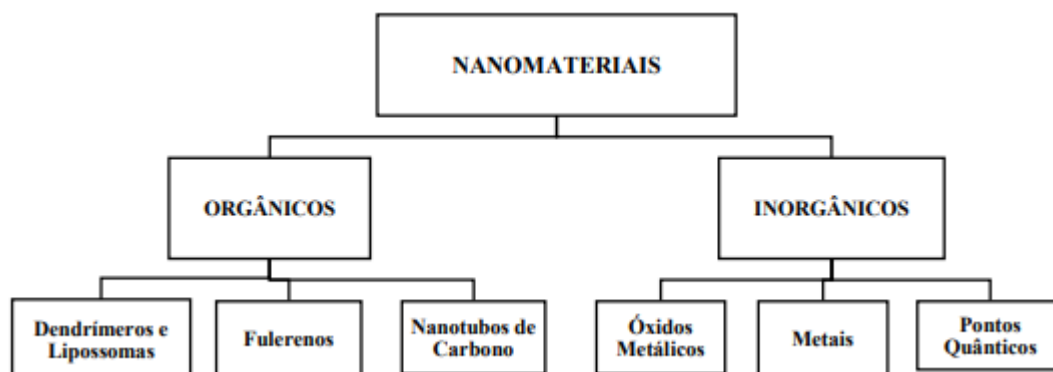 NANOMATERIAIS
ORGÂNICOS
INORGÂNICOS
Dendrímeros e
Lipossomas
Fulerenos
Nanotubos de
Carbono
Óxidos
Metálicos
Metais
Pontos
Quânticos